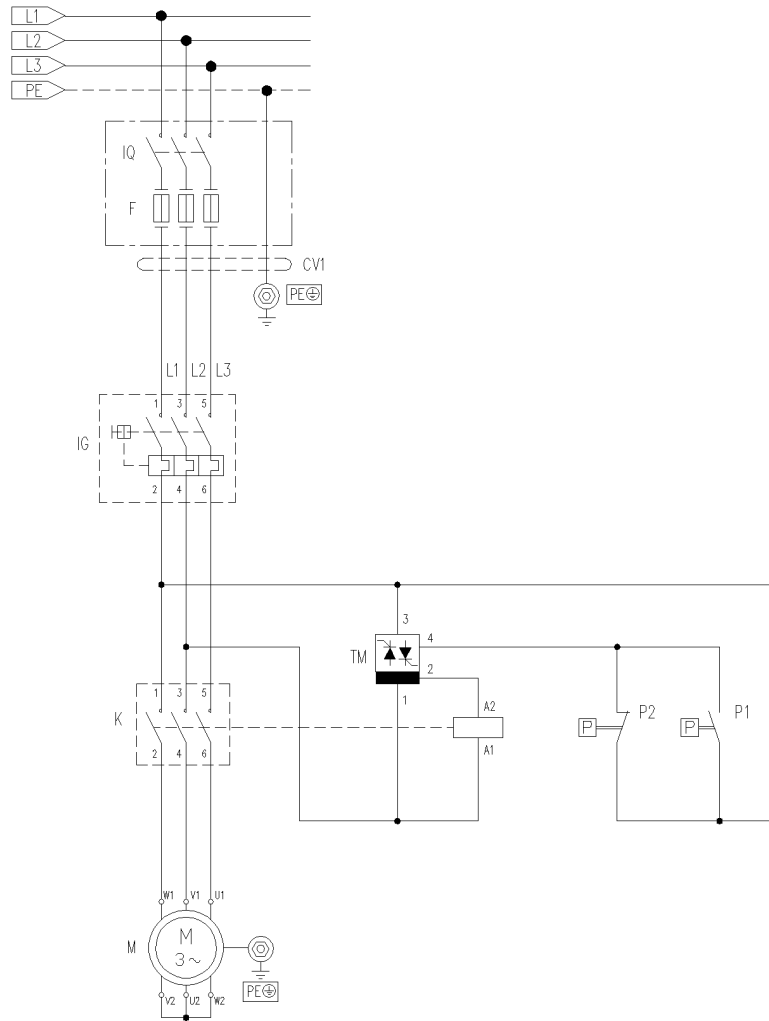 L1
L2
L3
PE
IQ
F
CV1
PE
L1 L2 L3
1 3 5
IG
2 4 6
3
4
TM
2
1
1 3 5
K
2 4 6
A2
A1
P
P2
P
P1
W1 V1 U1
M
M
3~
PE
V2 U2 W2